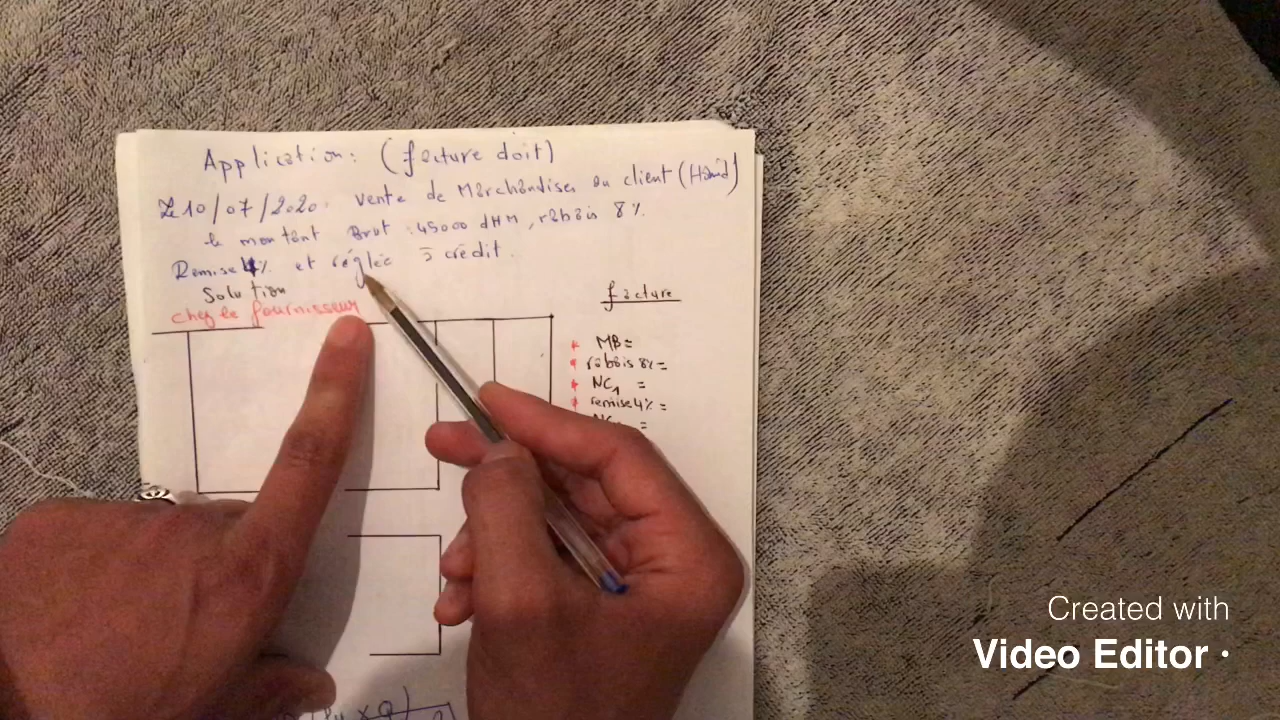 Application: (facture doit)
Le 10/07/2020. vente de Marchandises au client (Hamid)
le montant Brut : 45000 dHM, rabais 8%
Remise 4% et réglée à crédit.
Solution
chez le fournisseur
facture
* MB=
* rabais 8% =
* NC1 =
* remise 4% =
=
Created with
Video Editor